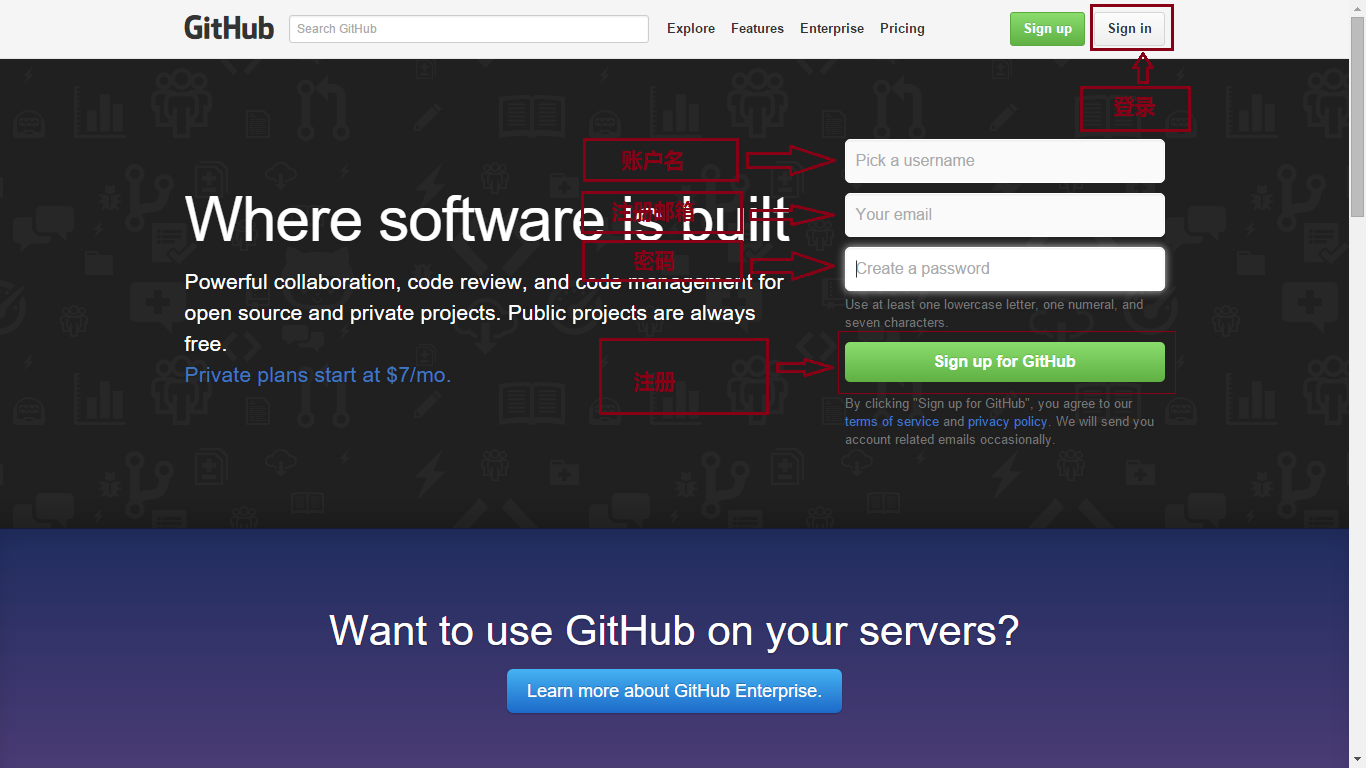 GitHub
Search GitHub
Explore
Features
Enterprise
Pricing
Sign up
Sign in
登录
账户名
Pick a username
Where software is built
注册邮箱
Your email
密码
Create a password
Powerful collaboration, code review, and code management for
open source and private projects. Public projects are always
free.
Private plans start at $7/mo.
Use at least one lowercase letter, one numeral, and
seven characters.
注册
Sign up for GitHub
By clicking "Sign up for GitHub", you agree to our
terms of service and privacy policy. We will send you
account related emails occasionally.
Want to use GitHub on your servers?
Learn more about GitHub Enterprise.